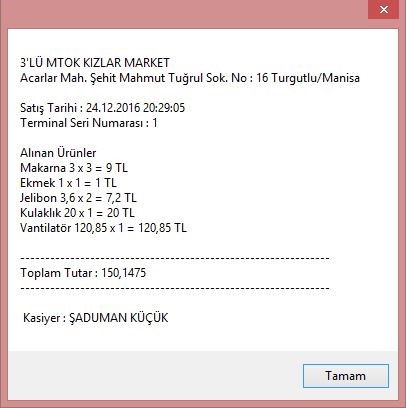 3'LÜ MTOK KIZLAR MARKET
Acarlar Mah. Şehit Mahmut Tuğrul Sok. No : 16 Turgutlu/Manisa
Satış Tarihi : 24.12.2016 20:29:05
Terminal Seri Numarası : 1
Alınan Ürünler
Makarna 3 x 3 = 9 TL
Ekmek 1 x 1 = 1 TL
Jelibon 3,6 x 2 = 7,2 TL
Kulaklık 20 x 1 = 20 TL
Vantilatör 120,85 x 1 = 120,85 TL
---------------------------------------------------------------
Toplam Tutar : 150,1475
---------------------------------------------------------------
Kasiyer : ŞADUMAN KÜÇÜK
Tamam